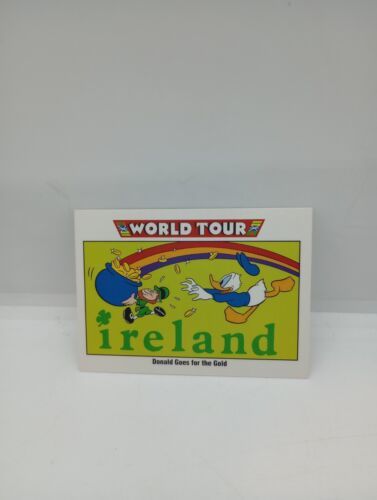 WORLD TOUR
ireland
Donald Goes for the Gold